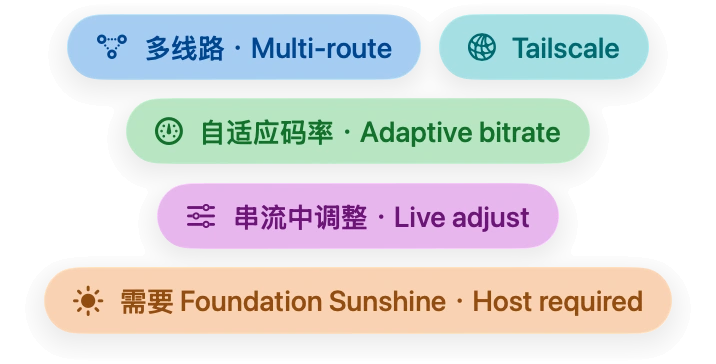 多线路 · Multi-route
Tailscale
自适应码率 · Adaptive bitrate
串流中调整 · Live adjust
需要 Foundation Sunshine · Host required